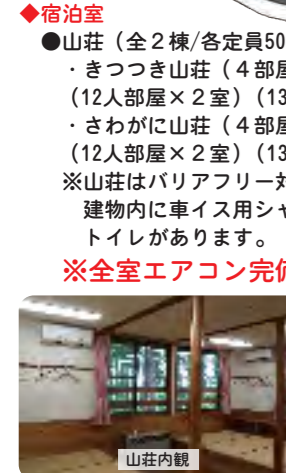 ◆宿泊室
●山荘（全２棟/各定員50
・きつつき山荘（４部屋
(12人部屋×２室) (13
・さわがに山荘（４部屋
(12人部屋×２室) (13
※山荘はバリアフリー対
建物内に車イス用シャ
トイレがあります。
※全室エアコン完備
山荘内観